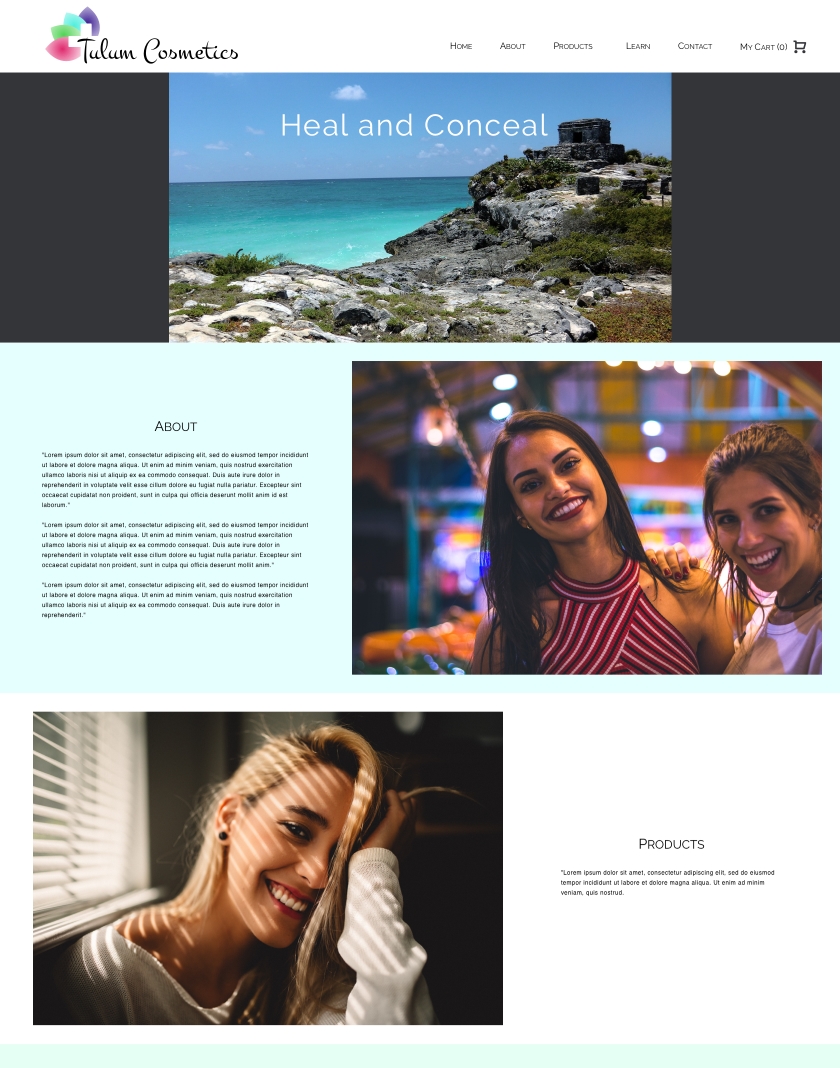 Tulum Cosmetics
HOME ABOUT PRODUCTS LEARN CONTACT MY CART (0)
Heal and Conceal
ABOUT
"Lorem ipsum dolor sit amet, consectetur adipiscing elit, sed do eiusmod tempor incididunt
ut labore et dolore magna aliqua. Ut enim ad minim veniam, quis nostrud exercitation
ullamco laboris nisi ut aliquip ex ea commodo consequat. Duis aute irure dolor in
reprehenderit in voluptate velit esse cillum dolore eu fugiat nulla pariatur. Excepteur sint
occaecat cupidatat non proident, sunt in culpa qui officia deserunt mollit anim id est
laborum."
"Lorem ipsum dolor sit amet, consectetur adipiscing elit, sed do eiusmod tempor incididunt
ut labore et dolore magna aliqua. Ut enim ad minim veniam, quis nostrud exercitation
ullamco laboris nisi ut aliquip ex ea commodo consequat. Duis aute irure dolor in
reprehenderit in voluptate velit esse cillum dolore eu fugiat nulla pariatur. Excepteur sint
occaecat cupidatat non proident, sunt in culpa qui officia deserunt mollit anim."
"Lorem ipsum dolor sit amet, consectetur adipiscing elit, sed do eiusmod tempor incididunt
ut labore et dolore magna aliqua. Ut enim ad minim veniam, quis nostrud exercitation
ullamco laboris nisi ut aliquip ex ea commodo consequat. Duis aute irure dolor in
reprehenderit."
PRODUCTS
"Lorem ipsum dolor sit amet, consectetur adipiscing elit, sed do eiusmod
tempor incididunt ut labore et dolore magna aliqua. Ut enim ad minim
veniam, quis nostrud.